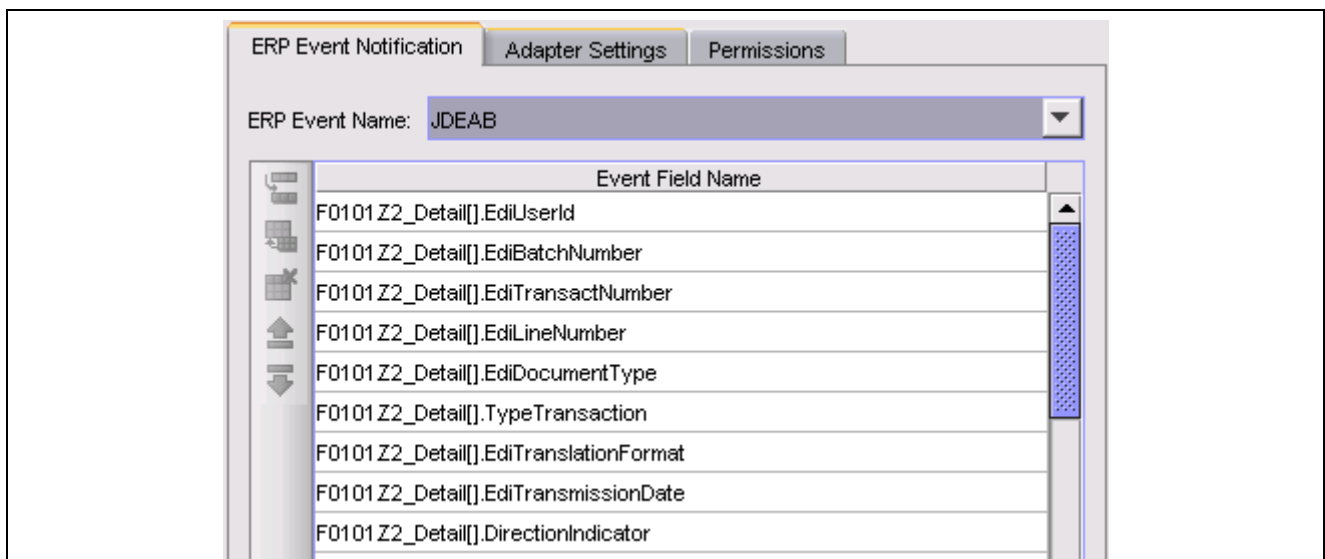 ERP Event Notification Adapter Settings Permissions
ERP Event Name: JDEAB
Event Field Name
F0101Z2_Detail[].EdiUserId
F0101Z2_Detail[].EdiBatchNumber
F0101Z2_Detail[].EdiTransactNumber
F0101Z2_Detail[].EdiLineNumber
F0101Z2_Detail[].EdiDocumentType
F0101Z2_Detail[].TypeTransaction
F0101Z2_Detail[].EdiTranslationFormat
F0101Z2_Detail[].EdiTransmissionDate
F0101Z2_Detail[].DirectionIndicator